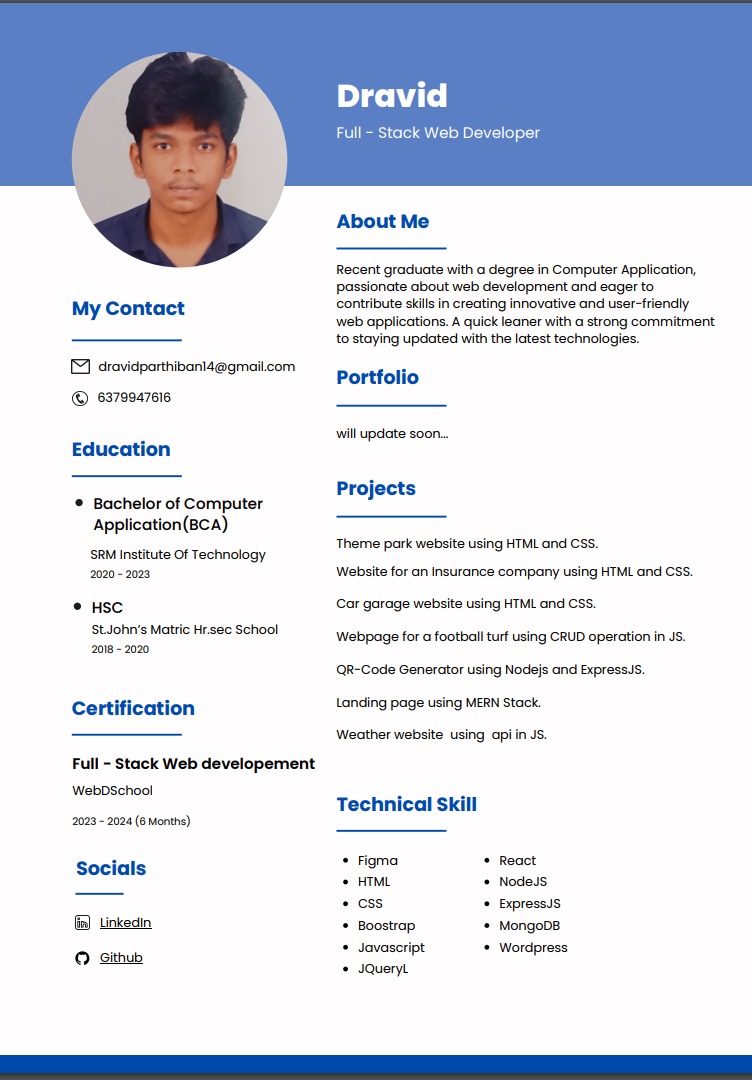 Dravid
Full - Stack Web Developer
My Contact
dravidparthiban14@gmail.com
6379947616
Education
Bachelor of Computer
Application(BCA)
SRM Institute Of Technology
2020 - 2023
HSC
St.John's Matric Hr.sec School
2018 - 2020
Certification
Full - Stack Web developement
WebDSchool
2023 - 2024 (6 Months)
Socials
LinkedIn
Github
About Me
Recent graduate with a degree in Computer Application,
passionate about web development and eager to
contribute skills in creating innovative and user-friendly
web applications. A quick leaner with a strong commitment
to staying updated with the latest technologies.
Portfolio
will update soon...
Projects
Theme park website using HTML and CSS.
Website for an Insurance company using HTML and CSS.
Car garage website using HTML and CSS.
Webpage for a football turf using CRUD operation in JS.
QR-Code Generator using Nodejs and ExpressJS.
Landing page using MERN Stack.
Weather website  using  api in JS.
Technical Skill
Figma
HTML
CSS
Boostrap
Javascript
JQueryL
React
NodeJS
ExpressJS
MongoDB
Wordpress